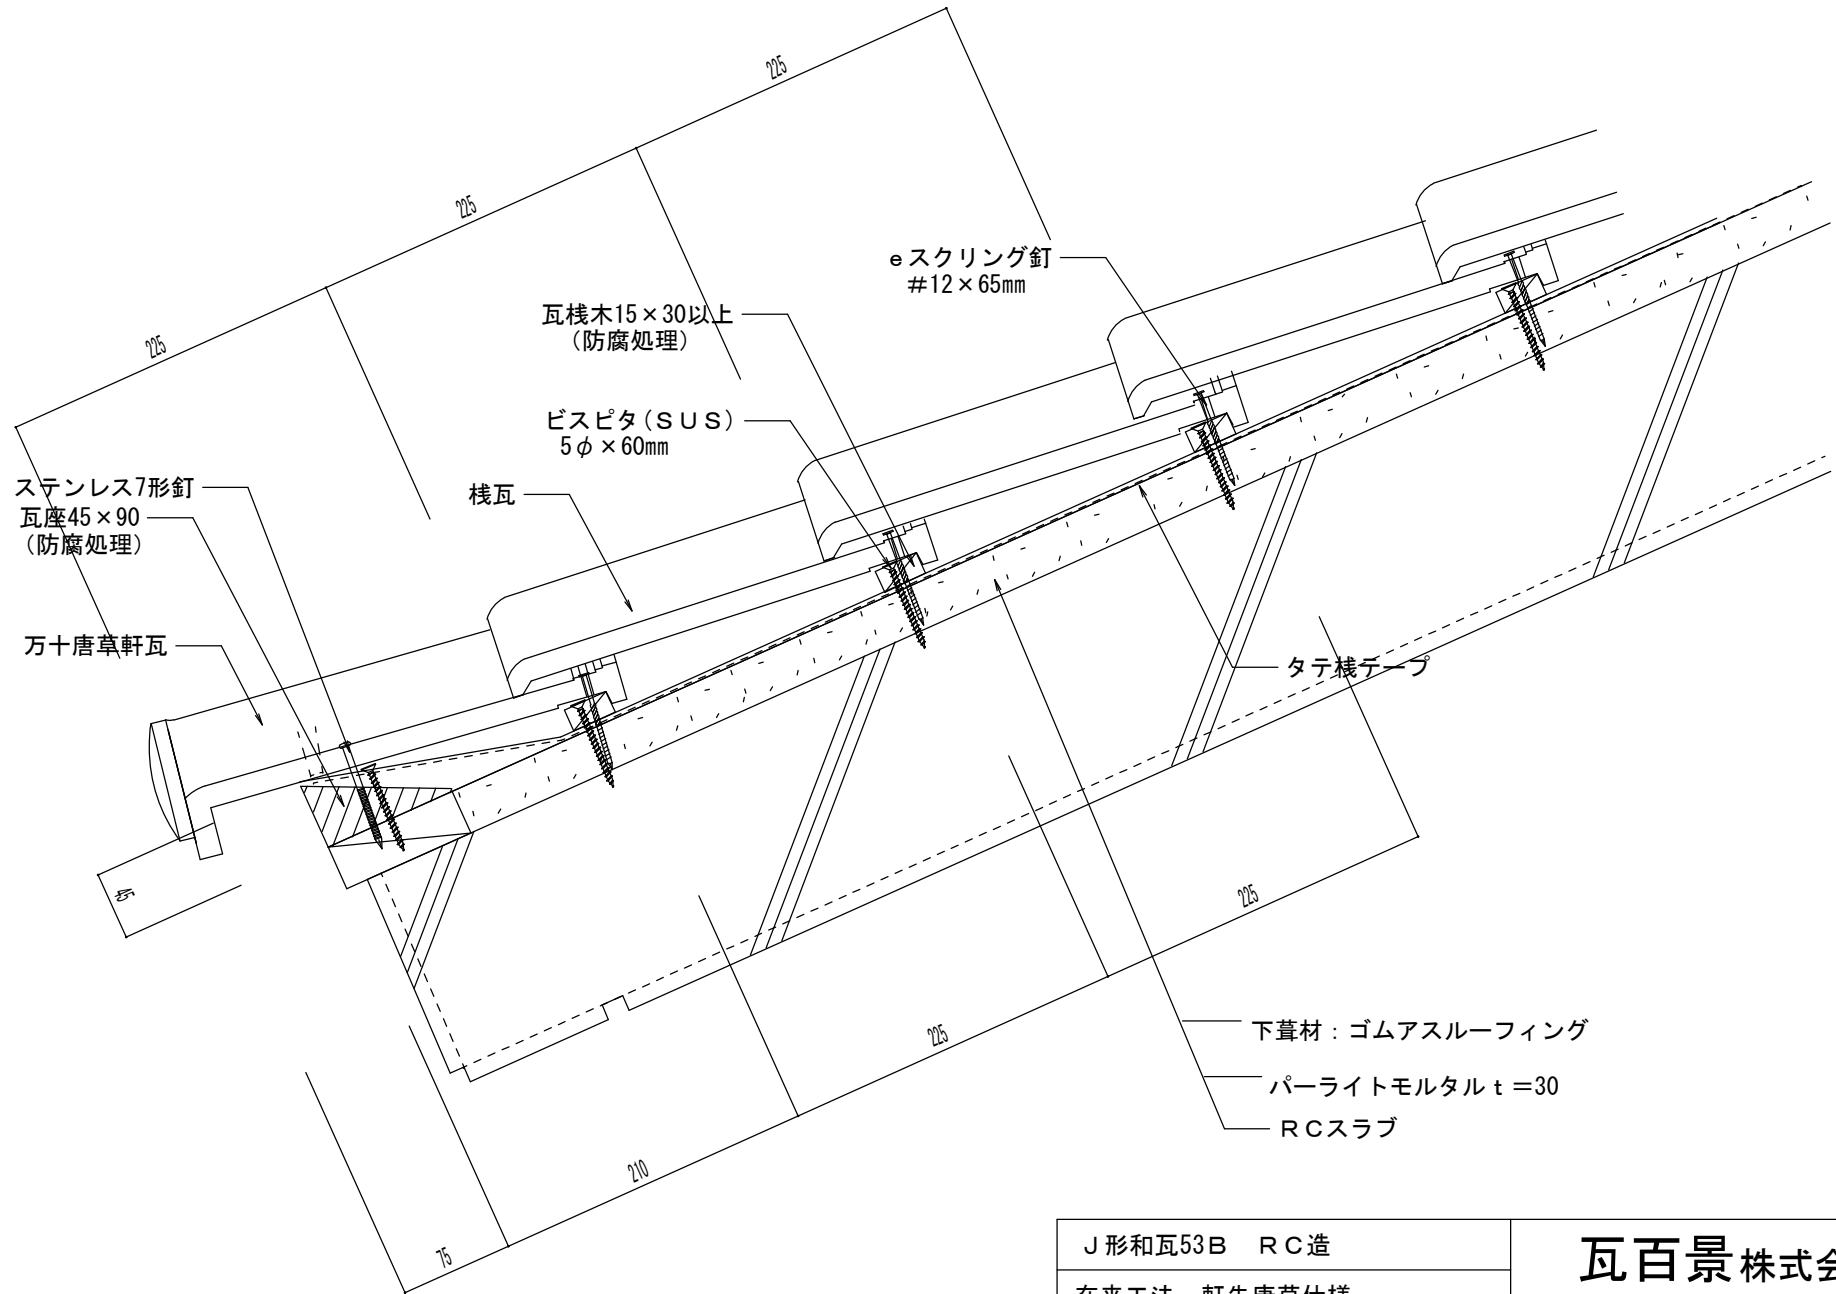 225
225
225
eスクリング釘
#12×65mm
瓦桟木15×30以上
(防腐処理)
ビスピタ(SUS)
5φ×60mm
桟瓦
ステンレス7形釘
瓦座45×90
(防腐処理)
万十唐草軒瓦
タテ桟テープ
45
225
225
210
75
下葺材:ゴムアスルーフィング
パーライトモルタルt=30
RCスラブ
J形和瓦53B RC造
瓦百景株式会